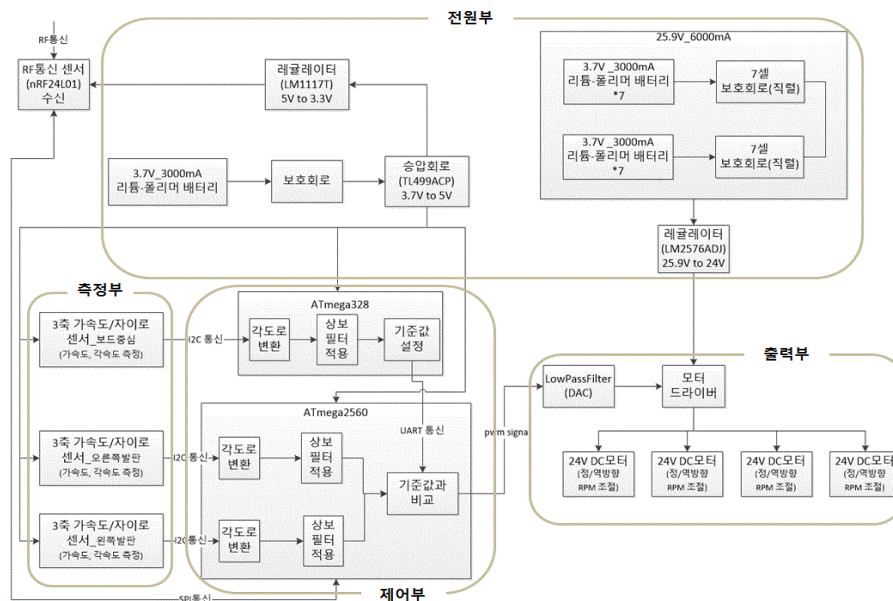 전원부
RF통신
RF통신 센서
(nRF24L01)
수신
레귤레이터
(LM1117T)
5V to 3.3V
25.9V_6000mA
3.7V_3000mA
리튬-폴리머 배터리
*7
7셀
보호회로(직렬)
3.7V_3000mA
리튬-폴리머 배터리
*7
7셀
보호회로(직렬)
3.7V_3000mA
리튬-폴리머 배터리
보호회로
승압회로
(TL499ACP)
3.7V to 5V
레귤레이터
(LM2576ADJ)
25.9V to 24V
측정부
3축 가속도/자이로
센서_보드중심
(가속도, 각속도 측정)
I2C 통신
ATmega328
각도로
변환
상보
필터
적용
기준값
설정
출력부
LowPassFilter
(DAC)
모터
드라이버
ATmega2560
UART 통신
pwm signa
3축 가속도/자이로
센서_오른쪽발판
(가속도, 각속도 측정)
I2C 통신
각도로
변환
상보
필터
적용
기준값과
비교
24V DC모터
(정/역방향
RPM 조절)
24V DC모터
(정/역방향
RPM 조절)
24V DC모터
(정/역방향
RPM 조절)
24V DC모터
(정/역방향
RPM 조절)
3축 가속도/자이로
센서_왼쪽발판
(가속도, 각속도 측정)
I2C 통신
각도로
변환
상보
필터
적용
SPI통신
제어부